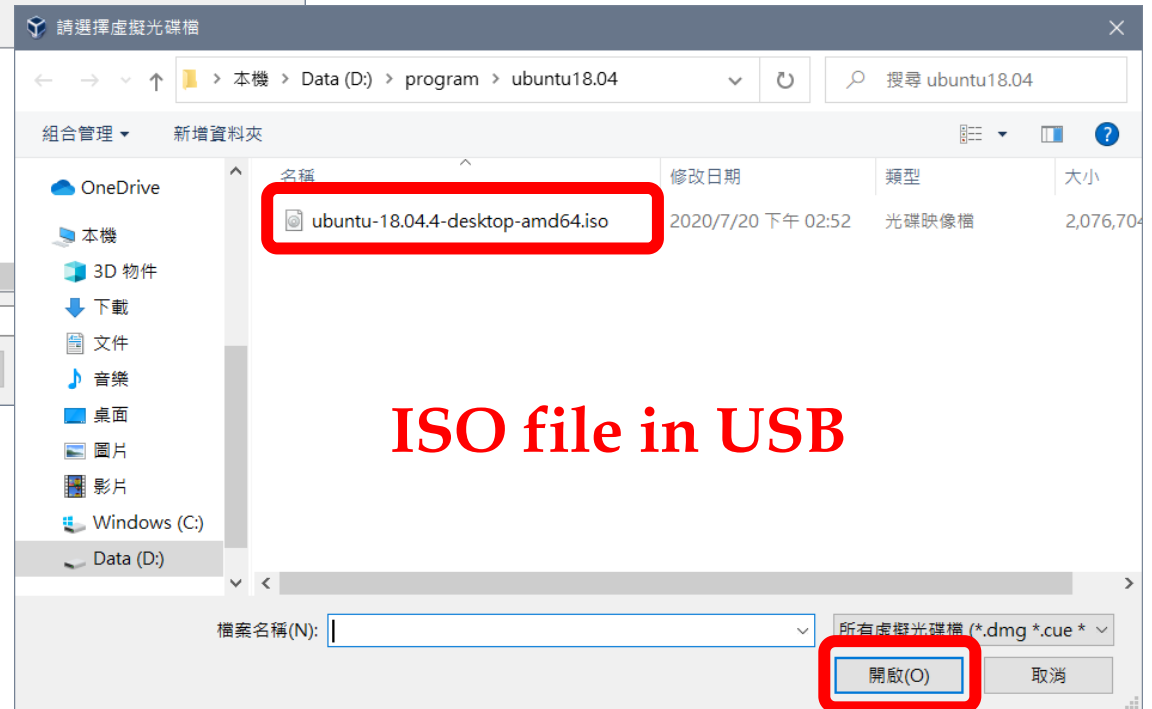 請選擇虛擬光碟檔
本機 > Data (D:) > program > ubuntu18.04
搜尋 ubuntu18.04
組合管理
新增資料夾
名稱 修改日期 類型 大小
ubuntu-18.04.4-desktop-amd64.iso 2020/7/20 下午 02:52 光碟映像檔 2,076,704
OneDrive
本機
3D 物件
下載
文件
音樂
桌面
圖片
影片
Windows (C:)
Data (D:)
ISO file in USB
檔案名稱(N):
所有虛擬光碟檔 (*.dmg *.cue *
開啟(O)
取消